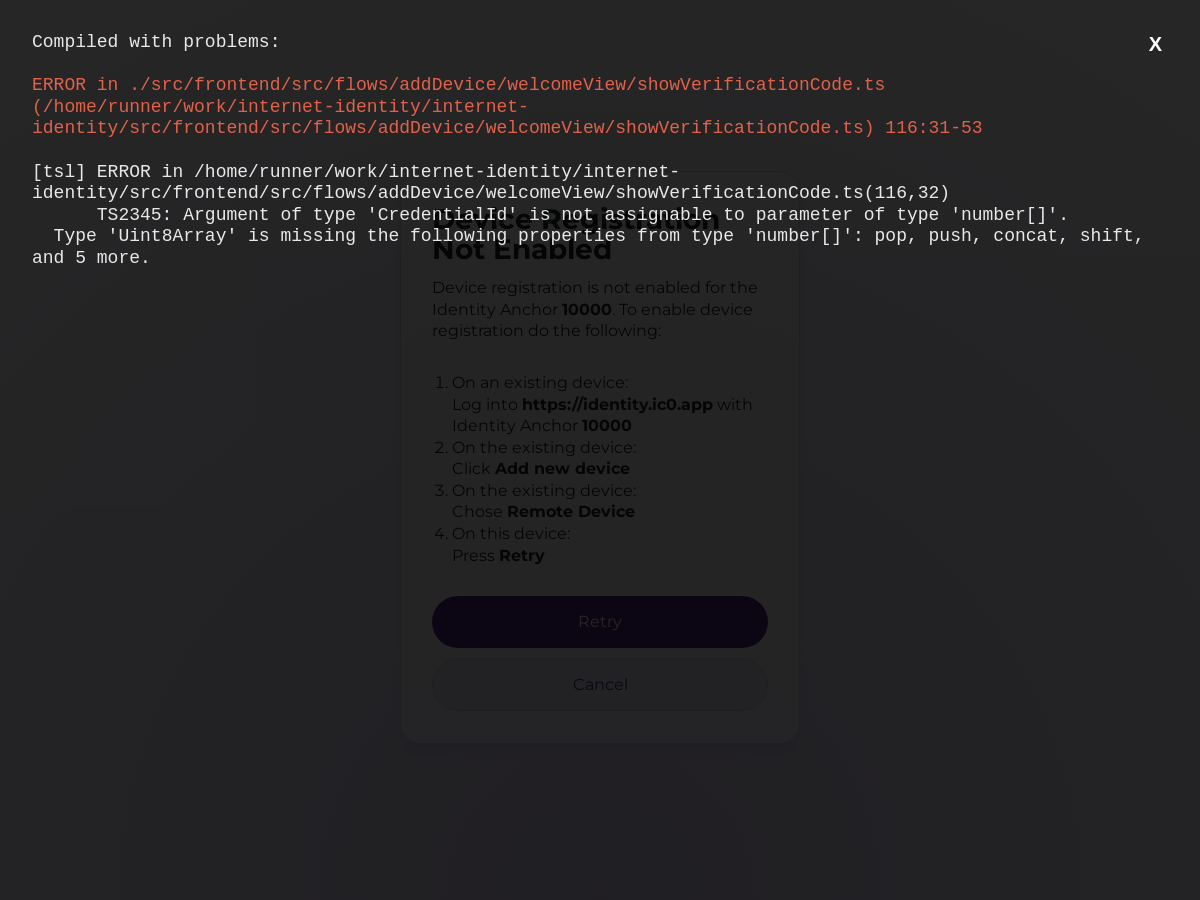 Compiled with problems:
X
ERROR in ./src/frontend/src/flows/addDevice/welcomeView/showVerificationCode.ts
(/home/runner/work/internet-identity/internet-
identity/src/frontend/src/flows/addDevice/welcomeView/showVerificationCode.ts) 116:31-53
[tsl] ERROR in /home/runner/work/internet-identity/internet-
identity/src/frontend/src/flows/addDevice/welcomeView/showVerificationCode.ts(116,32)
TS2345: Argument of type 'CredentialId' is not assignable to parameter of type 'number[]'.
Type 'Uint8Array' is missing the following properties from type 'number[]': pop, push, concat, shift,
and 5 more.
Device Registration
Not Enabled
Device registration is not enabled for the
Identity Anchor 10000. To enable device
registration do the following:
1. On an existing device:
Log into https://identity.ic0.app with
Identity Anchor 10000
2. On the existing device:
Click Add new device
3. On the existing device:
Chose Remote Device
4. On this device:
Press Retry
Retry
Cancel